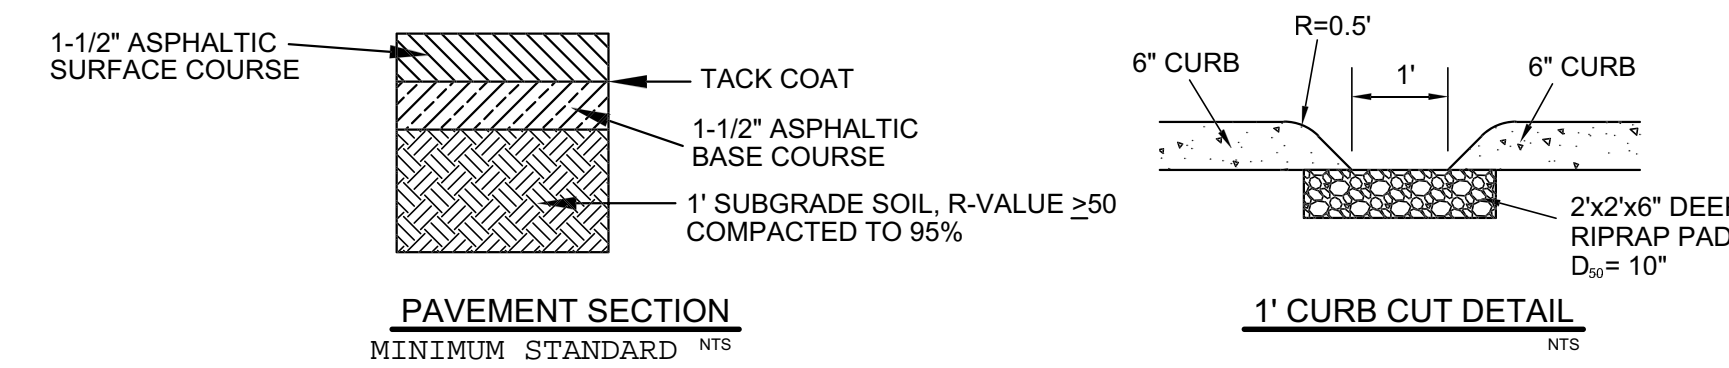 1-1/2" ASPHALTIC
SURFACE COURSE
TACK COAT
1-1/2" ASPHALTIC
BASE COURSE
1' SUBGRADE SOIL, R-VALUE ≥50
COMPACTED TO 95%
PAVEMENT SECTION
MINIMUM STANDARD NTS
R=0.5'
6" CURB
1'
6" CURB
2'x2'x6" DEE
RIPRAP PAD
D₅₀= 10"
1' CURB CUT DETAIL
NTS